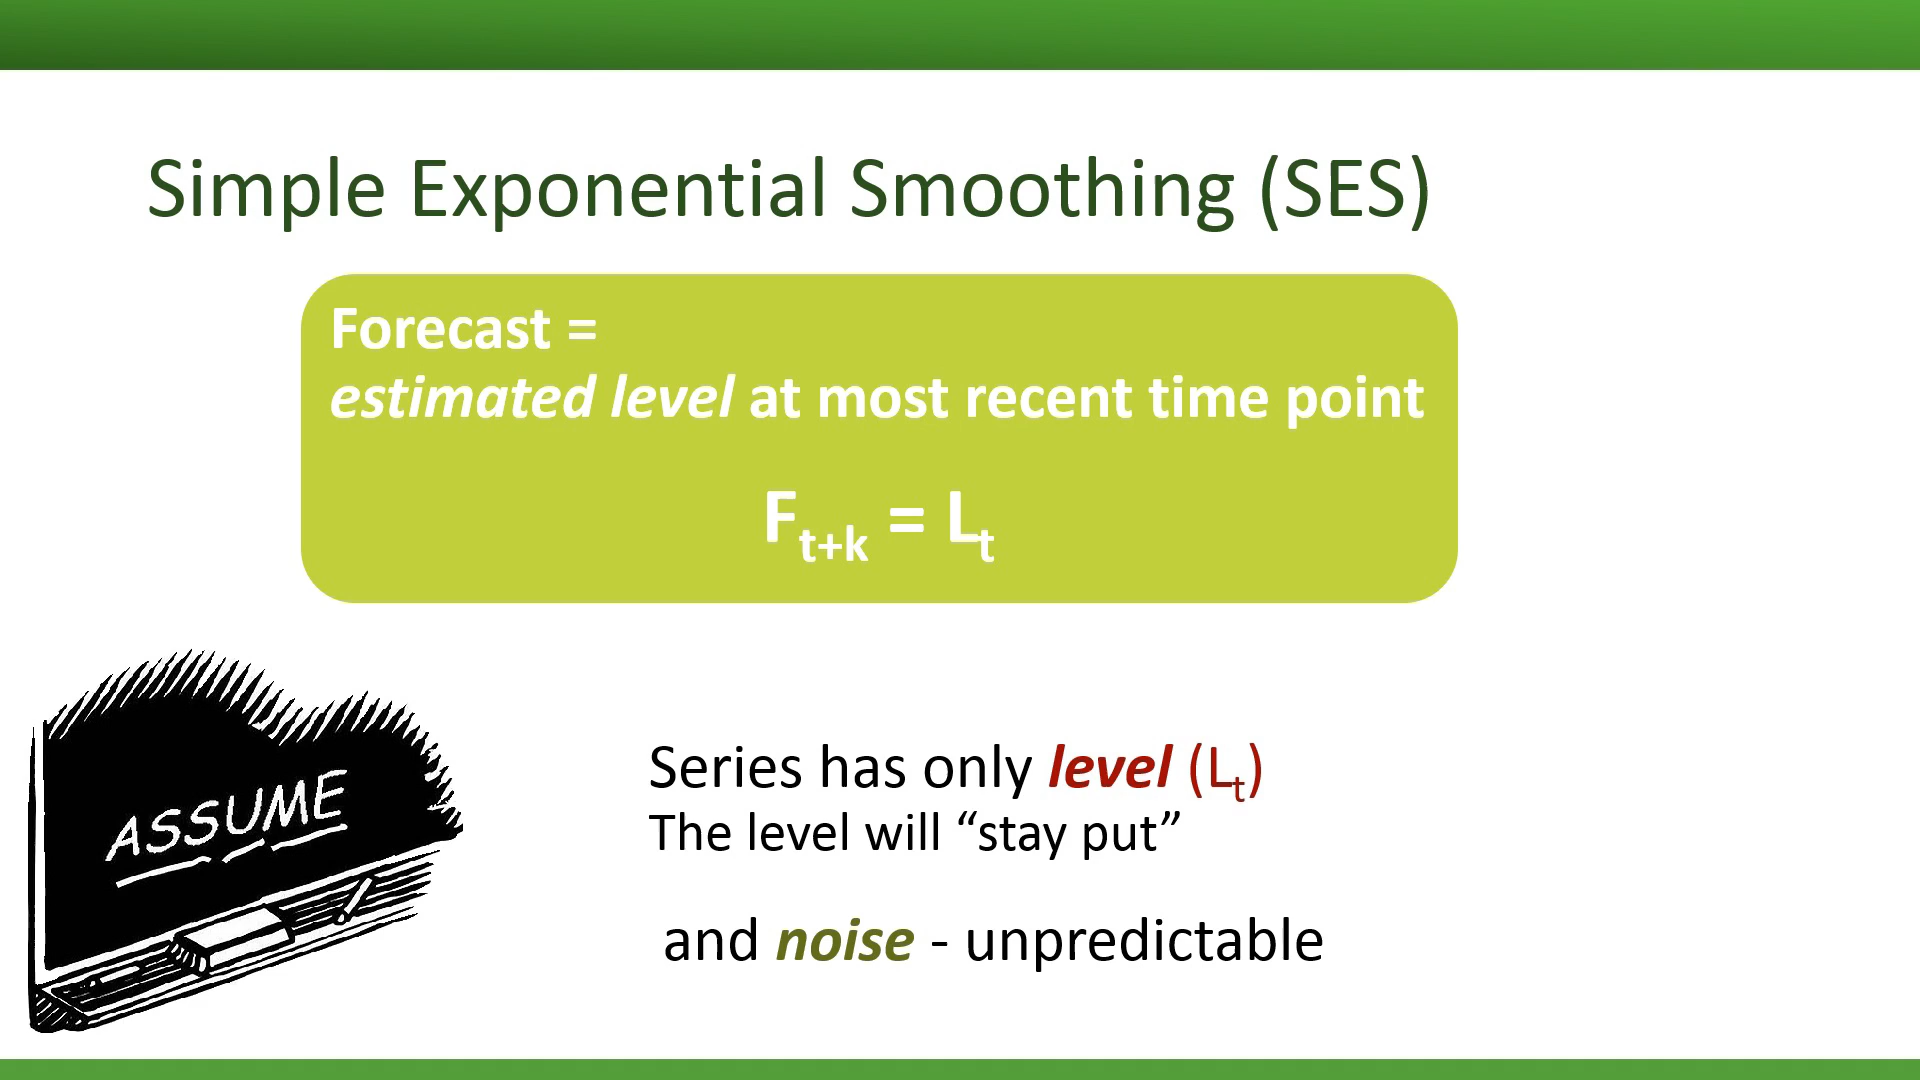 Simple Exponential Smoothing (SES)
Forecast =
estimated level at most recent time point
Fₜ₊ₖ = Lₜ
ASSUME
Series has only level (Lₜ)
The level will “stay put”
and noise - unpredictable